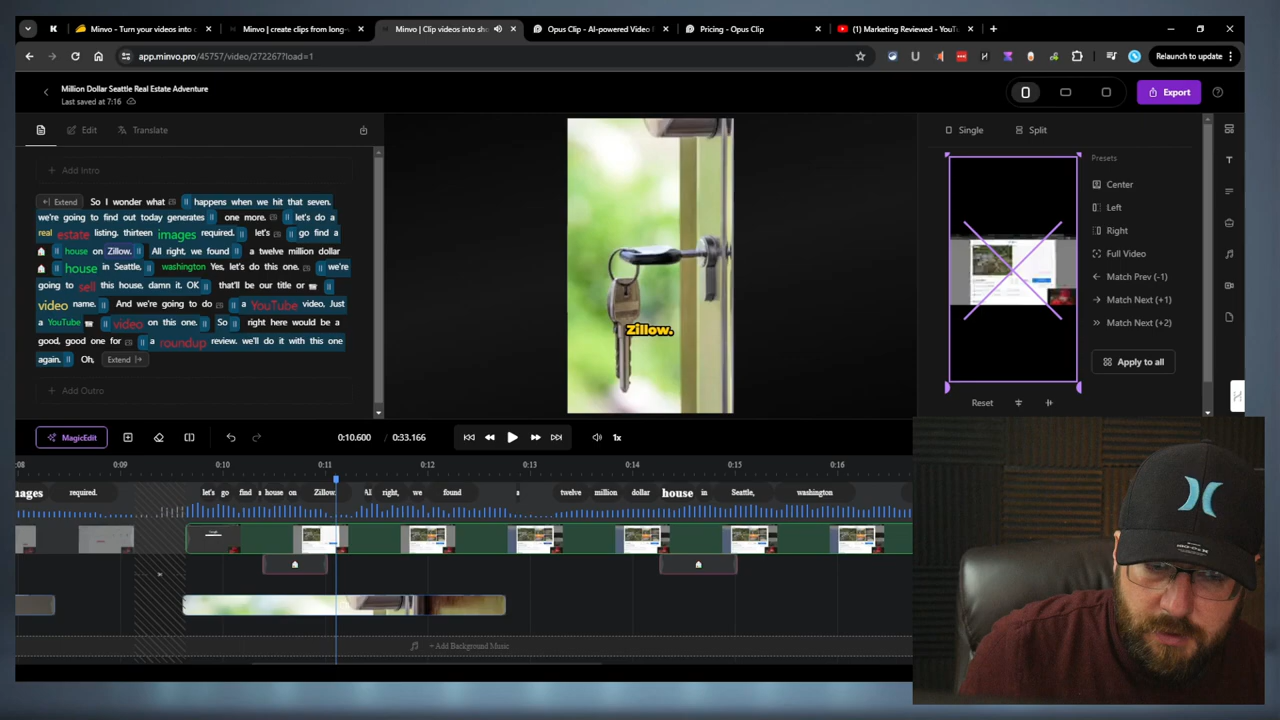 Minvo - Turn your videos into c
Minvo | create clips from long-
Minvo | Clip videos into sho
Opus Clip - AI-powered Video
Pricing - Opus Clip
(1) Marketing Reviewed - YouT
app.minvo.pro/45757/video/272267?load=1
Relaunch to update
Million Dollar Seattle Real Estate Adventure
Last saved at 7:16
Export
Edit
Translate
Single
Split
+ Add Intro
Presets
Center
Left
Right
Full Video
Match Prev (-1)
Match Next (+1)
Match Next (+2)
Apply to all
Reset
Extend So I wonder what happens when we hit that seven.
we're going to find out today generates one more. let's do a
real estate listing. thirteen images required. let's go find a
house on Zillow. All right, we found a twelve million dollar
house in Seattle, washington Yes, let's do this one. we're
going to sell this house, damn it. OK that'll be our title or
video name. And we're going to do a YouTube video, Just
a YouTube video on this one. So right here would be a
good, good one for a roundup review. we'll do it with this one
again. Oh, Extend
+ Add Outro
Zillow.
MagicEdit
0:10.600 / 0:33.166
1x
:08 0:09 0:10 0:11 0:12 0:13 0:14 0:15 0:16
mages required. let's go find a house on Zillow. All right, we found a twelve million dollar house in Seattle, washington
+ Add Background Music